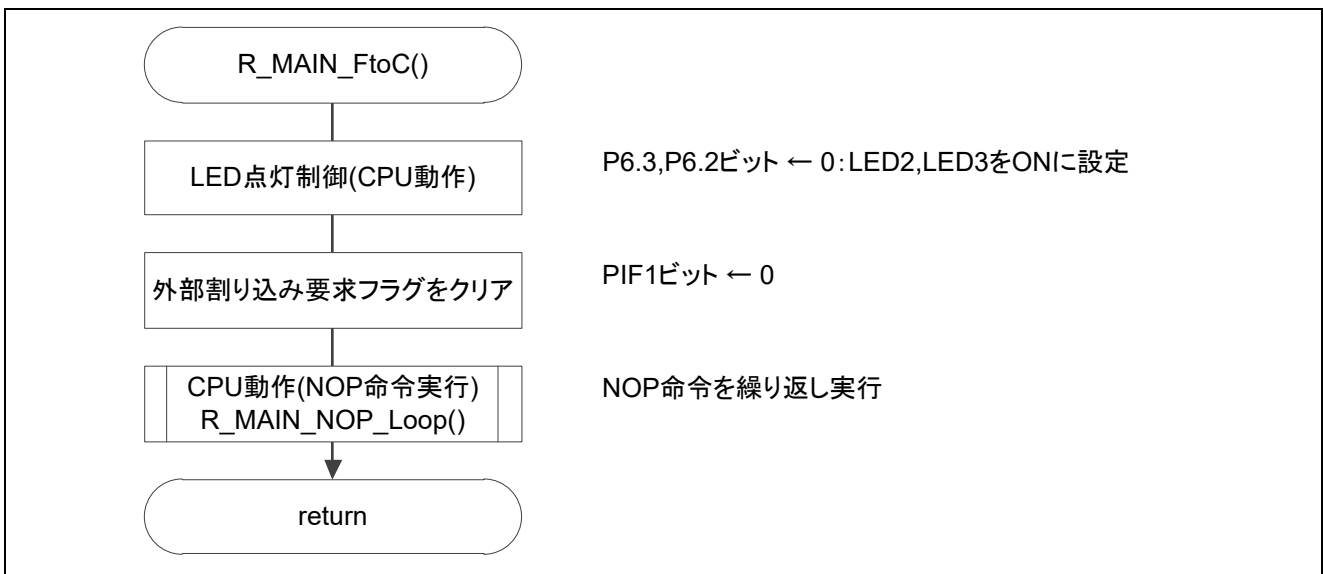 R_MAIN_FtoC()
LED点灯制御(CPU動作)
P6.3,P6.2ビット ← 0:LED2,LED3をONに設定
外部割り込み要求フラグをクリア
PIF1ビット ← 0
CPU動作(NOP命令実行)
R_MAIN_NOP_Loop()
NOP命令を繰り返し実行
return